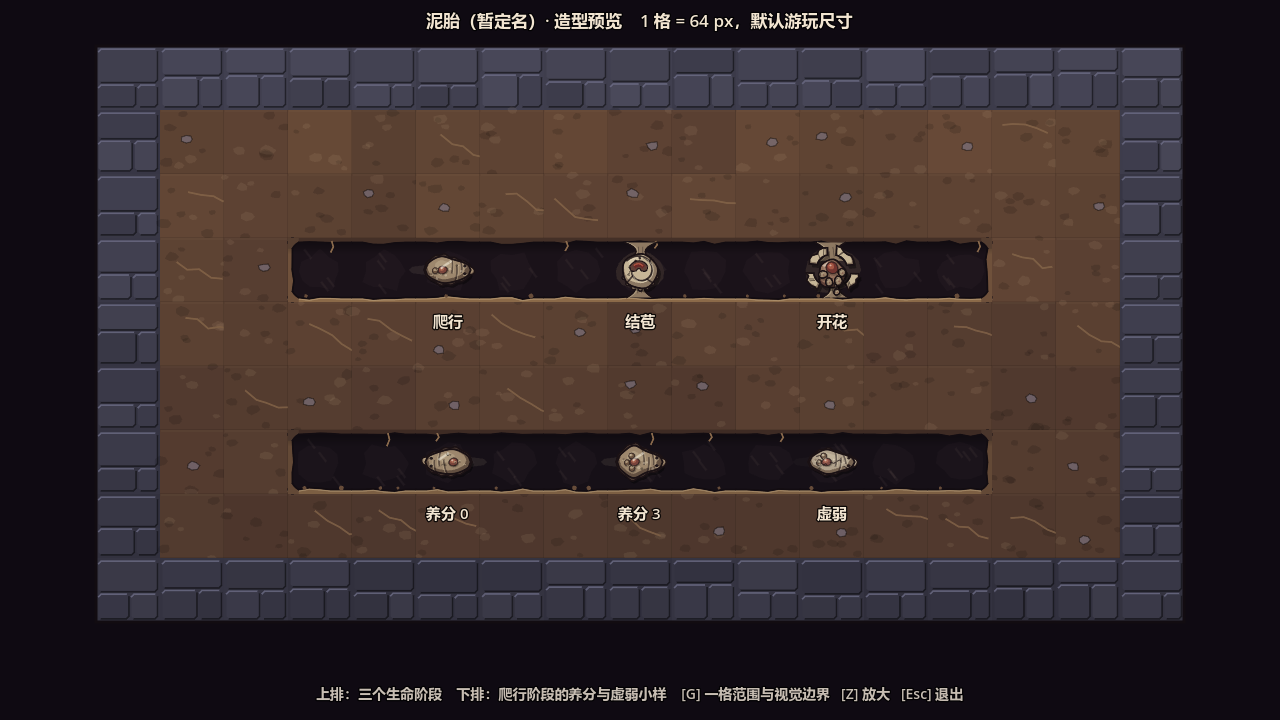 泥胎（暂定名）· 造型预览 1 格 = 64 px，默认游玩尺寸
爬行 结苞 开花
养分 0 养分 3 虚弱
上排：三个生命阶段 下排：爬行阶段的养分与虚弱小样 [G] 一格范围与视觉边界 [Z] 放大 [Esc] 退出